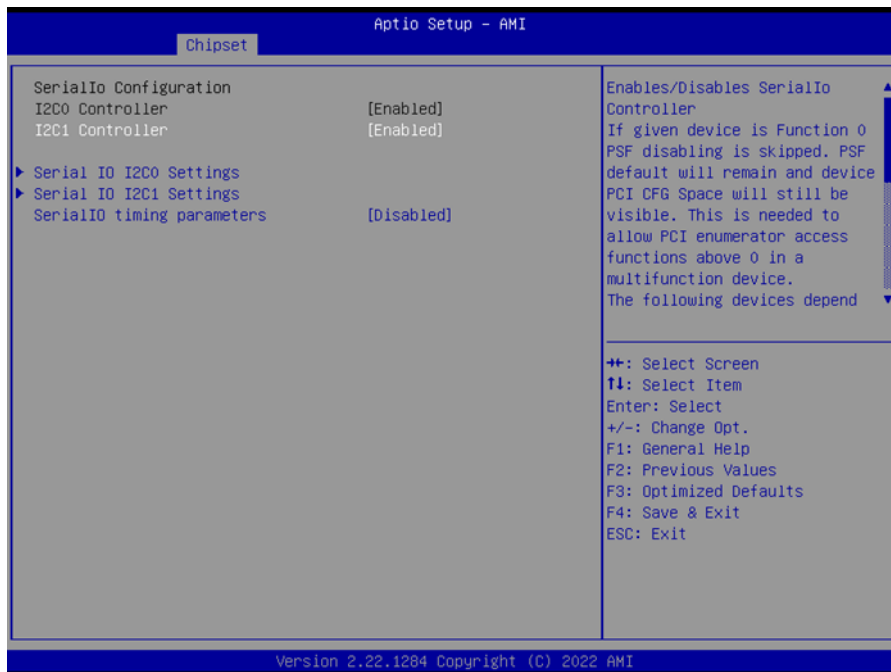 Aptio Setup – AMI
Chipset
SerialIo Configuration
I2C0 Controller [Enabled]
I2C1 Controller [Enabled]
Serial IO I2C0 Settings
Serial IO I2C1 Settings
SerialIO timing parameters [Disabled]
Enables/Disables SerialIo
Controller
If given device is Function 0
PSF disabling is skipped. PSF
default will remain and device
PCI CFG Space will still be
visible. This is needed to
allow PCI enumerator access
functions above 0 in a
multifunction device.
The following devices depend
→←: Select Screen
↑↓: Select Item
Enter: Select
+/-: Change Opt.
F1: General Help
F2: Previous Values
F3: Optimized Defaults
F4: Save & Exit
ESC: Exit
Version 2.22.1284 Copyright (C) 2022 AMI